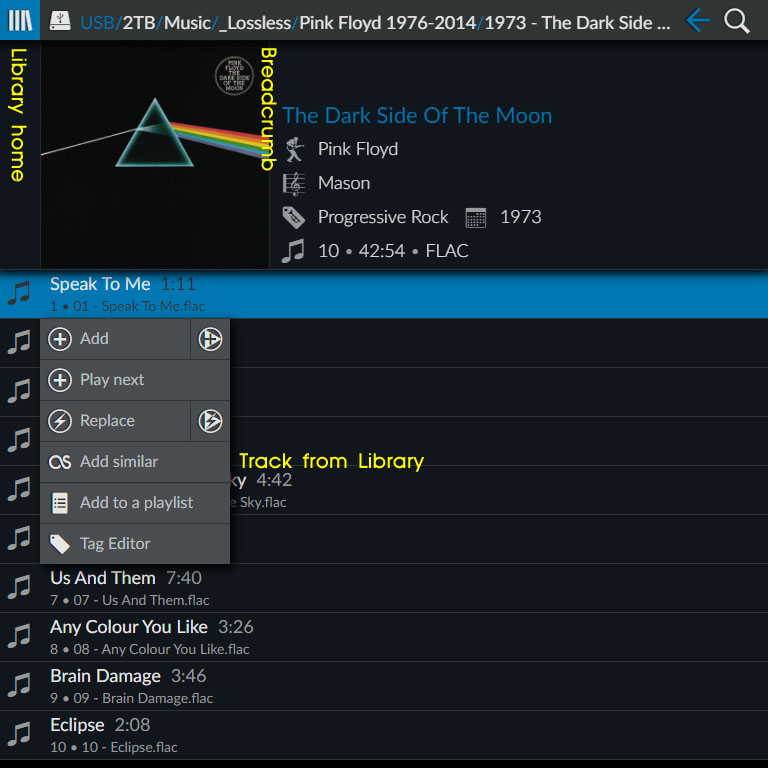 USB/2TB/Music/_Lossless/Pink Floyd 1976-2014/1973 - The Dark Side ...
Library home
PINK FLOYD
THE DARK SIDE OF THE MOON
Breadcrumb
The Dark Side Of The Moon
Pink Floyd
Mason
Progressive Rock 1973
10 • 42:54 • FLAC
Speak To Me 1:11
1 • 01 - Speak To Me.flac
Add
Play next
Replace
Add similar
Add to a playlist
Tag Editor
Track from Library
ky 4:42
e Sky.flac
Us And Them 7:40
7 • 07 - Us And Them.flac
Any Colour You Like 3:26
8 • 08 - Any Colour You Like.flac
Brain Damage 3:46
9 • 09 - Brain Damage.flac
Eclipse 2:08
10 • 10 - Eclipse.flac